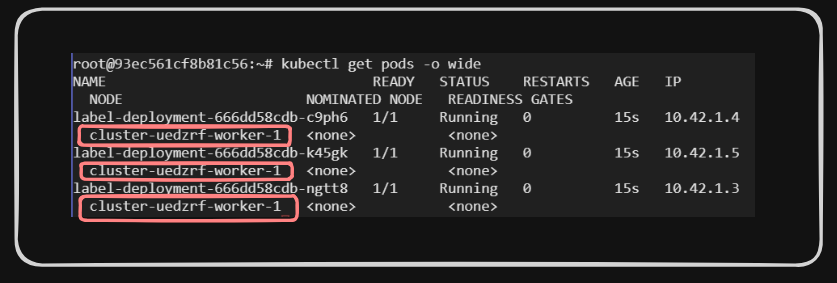 root@93ec561cf8b81c56:~# kubectl get pods -o wide
NAME READY STATUS RESTARTS AGE IP
NODE NOMINATED NODE READINESS GATES
label-deployment-666dd58cdb-c9ph6 1/1 Running 0 15s 10.42.1.4
cluster-uedzrf-worker-1 <none> <none>
label-deployment-666dd58cdb-k45gk 1/1 Running 0 15s 10.42.1.5
cluster-uedzrf-worker-1 <none> <none>
label-deployment-666dd58cdb-ngtt8 1/1 Running 0 15s 10.42.1.3
cluster-uedzrf-worker-1 <none> <none>